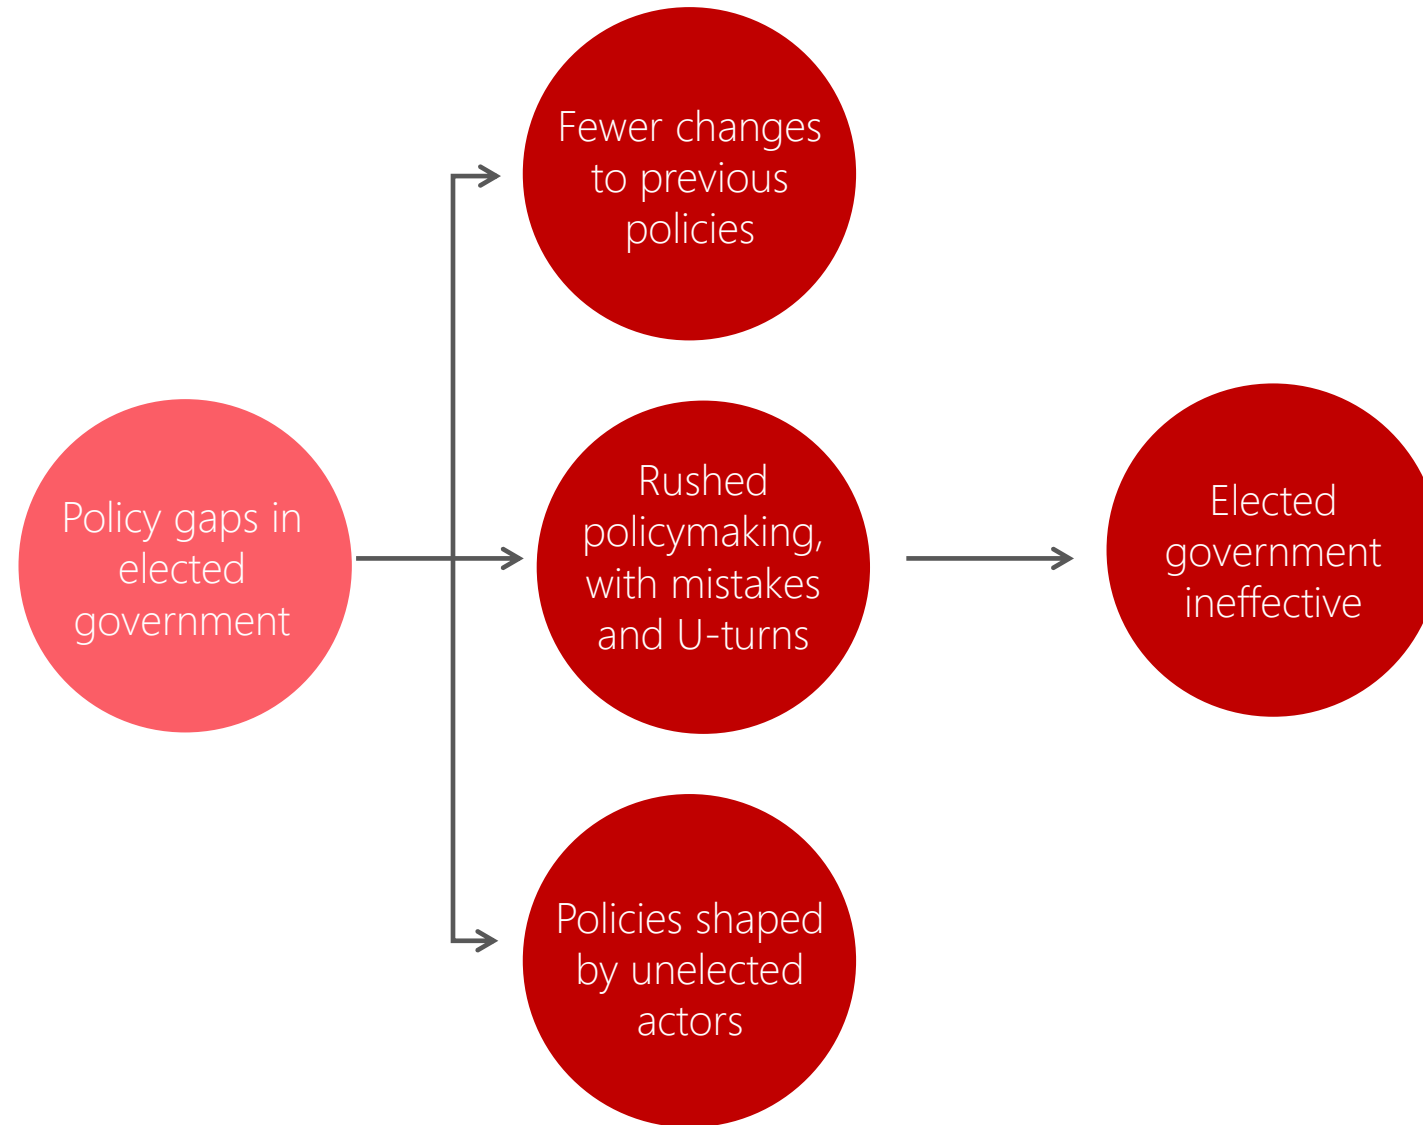 Fewer changes
to previous
policies
Policy gaps in
elected
government
Rushed
policymaking,
with mistakes
and U-turns
Elected
government
ineffective
Policies shaped
by unelected
actors